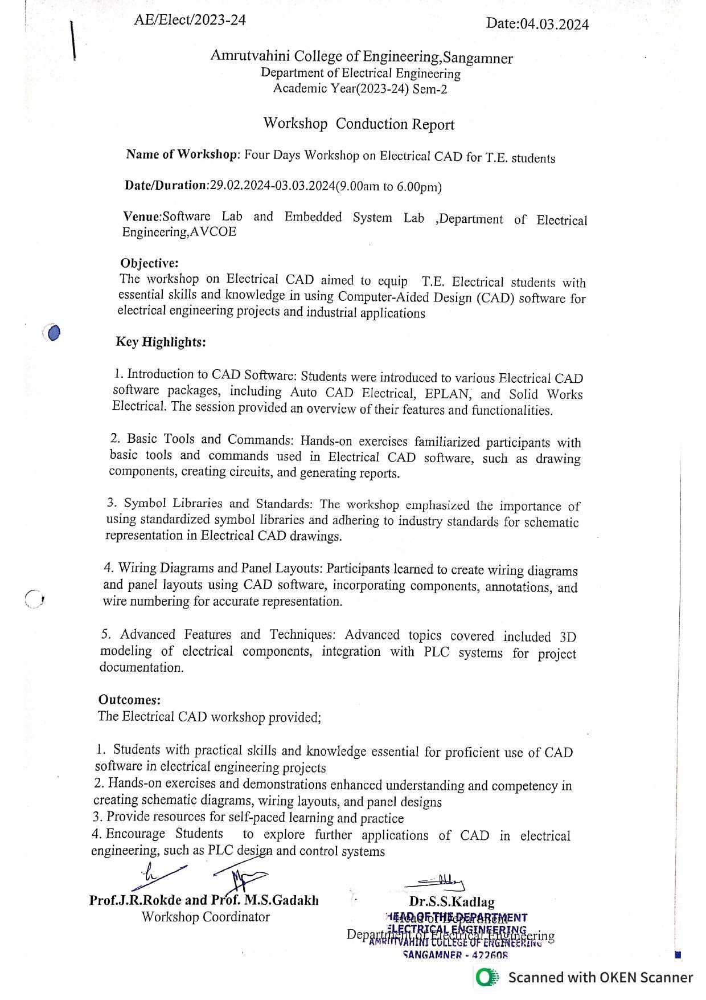 AE/Elect/2023-24
Date:04.03.2024
Amrutvahini College of Engineering,Sangamner
Department of Electrical Engineering
Academic Year(2023-24) Sem-2
Workshop Conduction Report
Name of Workshop: Four Days Workshop on Electrical CAD for T.E. students
Date/Duration:29.02.2024-03.03.2024(9.00am to 6.00pm)
Venue:Software Lab and Embedded System Lab ,Department of Electrical
Engineering,AVCOE
Objective:
The workshop on Electrical CAD aimed to equip T.E. Electrical students with
essential skills and knowledge in using Computer-Aided Design (CAD) software for
electrical engineering projects and industrial applications
Key Highlights:
1. Introduction to CAD Software: Students were introduced to various Electrical CAD
software packages, including Auto CAD Electrical, EPLAN, and Solid Works
Electrical. The session provided an overview of their features and functionalities.
2. Basic Tools and Commands: Hands-on exercises familiarized participants with
basic tools and commands used in Electrical CAD software, such as drawing
components, creating circuits, and generating reports.
3. Symbol Libraries and Standards: The workshop emphasized the importance of
using standardized symbol libraries and adhering to industry standards for schematic
representation in Electrical CAD drawings.
4. Wiring Diagrams and Panel Layouts: Participants learned to create wiring diagrams
and panel layouts using CAD software, incorporating components, annotations, and
wire numbering for accurate representation.
5. Advanced Features and Techniques: Advanced topics covered included 3D
modeling of electrical components, integration with PLC systems for project
documentation.
Outcomes:
The Electrical CAD workshop provided;
1. Students with practical skills and knowledge essential for proficient use of CAD
software in electrical engineering projects
2. Hands-on exercises and demonstrations enhanced understanding and competency in
creating schematic diagrams, wiring layouts, and panel designs
3. Provide resources for self-paced learning and practice
4. Encourage Students to explore further applications of CAD in electrical
engineering, such as PLC design and control systems
Prof.J.R.Rokde and Prof. M.S.Gadakh
Workshop Coordinator
Dr.S.S.Kadlag
Head of Department
HEAD OF THE DEPARTMENT
ELECTRICAL ENGINEERING
Department of Electrical Engineering
AMRUTVAHINI COLLEGE OF ENGINEERING
SANGAMNER - 422608
Scanned with OKEN Scanner